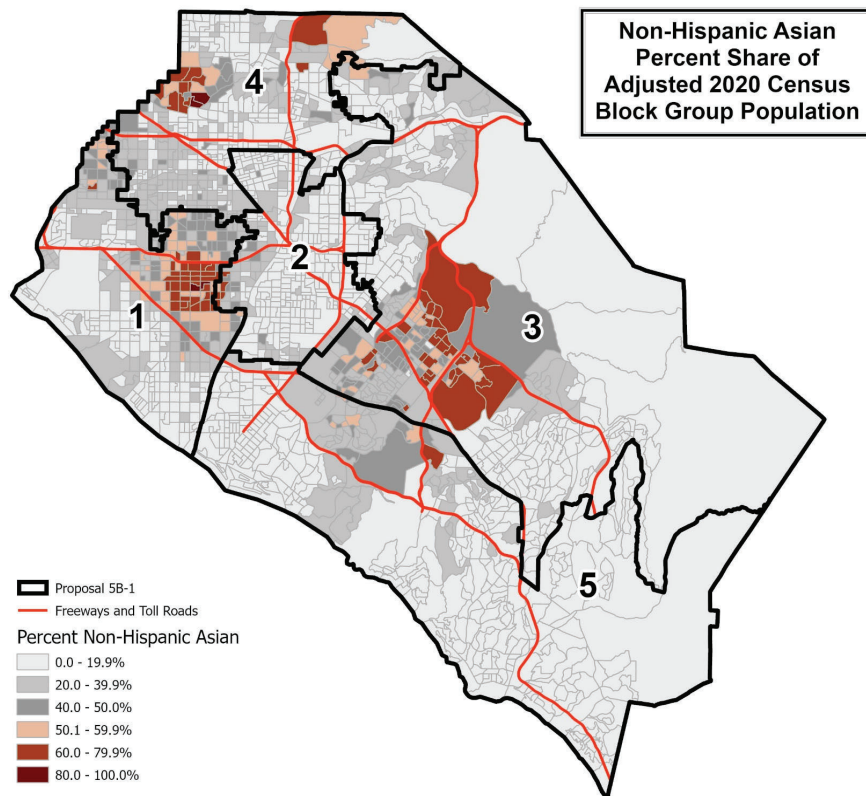 Non-Hispanic Asian
Percent Share of
Adjusted 2020 Census
Block Group Population
4
2
1
3
5
Proposal 5B-1
Freeways and Toll Roads
Percent Non-Hispanic Asian
0.0 - 19.9%
20.0 - 39.9%
40.0 - 50.0%
50.1 - 59.9%
60.0 - 79.9%
80.0 - 100.0%